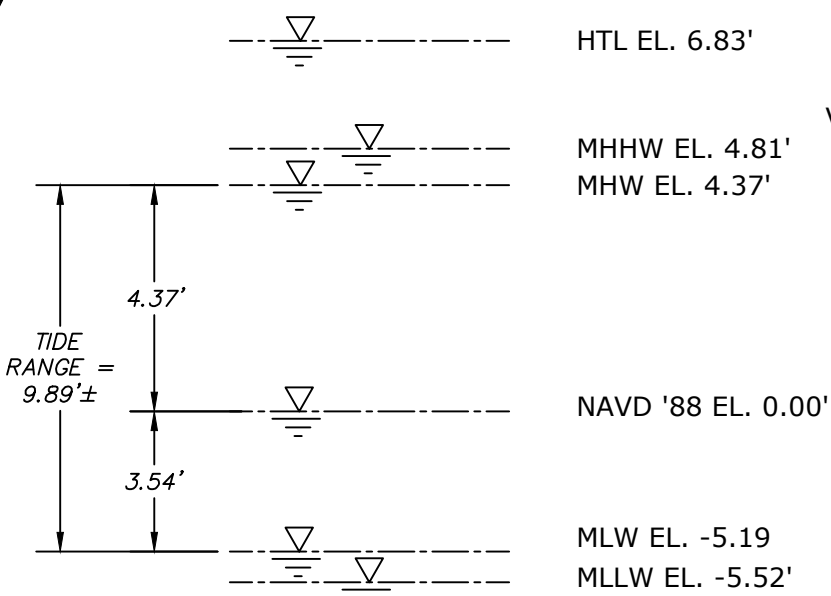 HTL EL. 6.83'
MHHW EL. 4.81'
MHW EL. 4.37'
4.37'
TIDE
RANGE =
9.89'±
NAVD '88 EL. 0.00'
3.54'
MLW EL. -5.19
MLLW EL. -5.52'